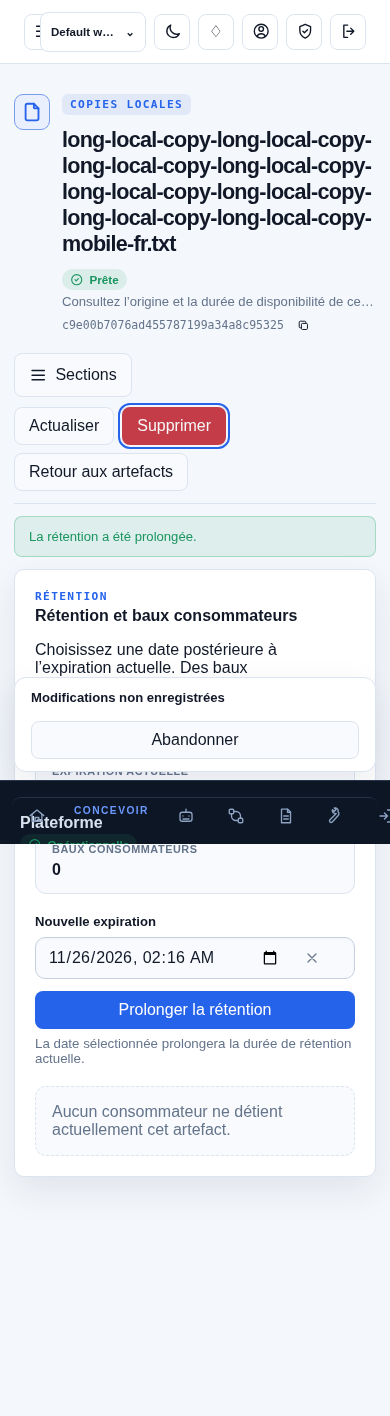 Default w… ⌄
COPIES LOCALES
long-local-copy-long-local-copy-
long-local-copy-long-local-copy-
long-local-copy-long-local-copy-
long-local-copy-long-local-copy-
mobile-fr.txt
Prête
Consultez l’origine et la durée de disponibilité de ce…
c9e00b7076ad455787199a34a8c95325
Sections
Actualiser Supprimer
Retour aux artefacts
La rétention a été prolongée.
RÉTENTION
Rétention et baux consommateurs
Choisissez une date postérieure à
l’expiration actuelle. Des baux
Modifications non enregistrées
Abandonner
EXPIRATION ACTUELLE
CONCEVOIR
Plateforme
Opérationnelle
BAUX CONSOMMATEURS
0
Nouvelle expiration
11/26/2026, 02:16 AM
Prolonger la rétention
La date sélectionnée prolongera la durée de rétention
actuelle.
Aucun consommateur ne détient
actuellement cet artefact.